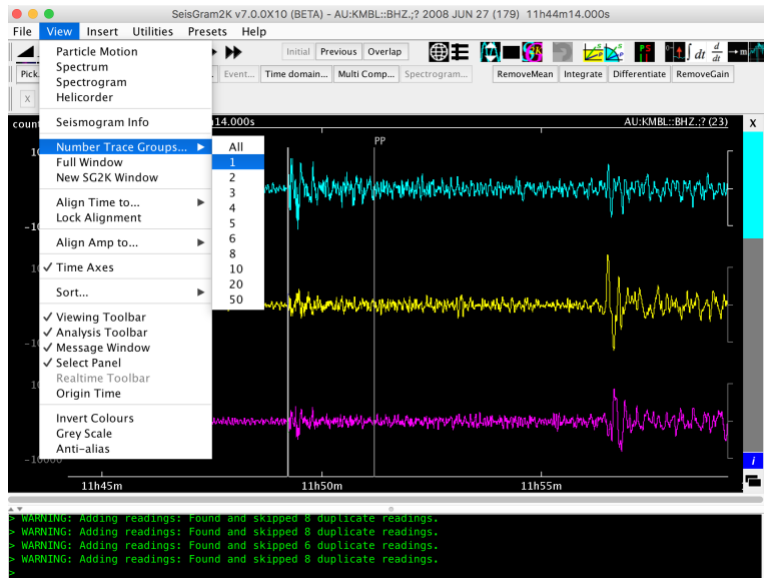 SeisGram2K v7.0.0X10 (BETA) - AU:KMBL::BHZ.;? 2008 JUN 27 (179) 11h44m14.000s
File View Insert Utilities Presets Help
Initial Previous Overlap
P S
∫ dt d/dt → m
Pick. Event... Time domain... Multi Comp... Spectrogram... RemoveMean Integrate Differentiate RemoveGain
X
Particle Motion
Spectrum
Spectrogram
Helicorder
Seismogram Info
Number Trace Groups...
Full Window
New SG2K Window
Align Time to...
Lock Alignment
Align Amp to...
✓ Time Axes
Sort...
✓ Viewing Toolbar
✓ Analysis Toolbar
✓ Message Window
✓ Select Panel
Realtime Toolbar
Origin Time
Invert Colours
Grey Scale
Anti-alias
All
1
2
3
4
5
6
8
10
20
50
coun 14.000s AU:KMBL::BHZ.;? (23) X
PP
10
-10
10
-10
10
-10000
i
11h45m 11h50m 11h55m
> WARNING: Adding readings: Found and skipped 8 duplicate readings.
> WARNING: Adding readings: Found and skipped 8 duplicate readings.
> WARNING: Adding readings: Found and skipped 6 duplicate readings.
> WARNING: Adding readings: Found and skipped 8 duplicate readings.
>